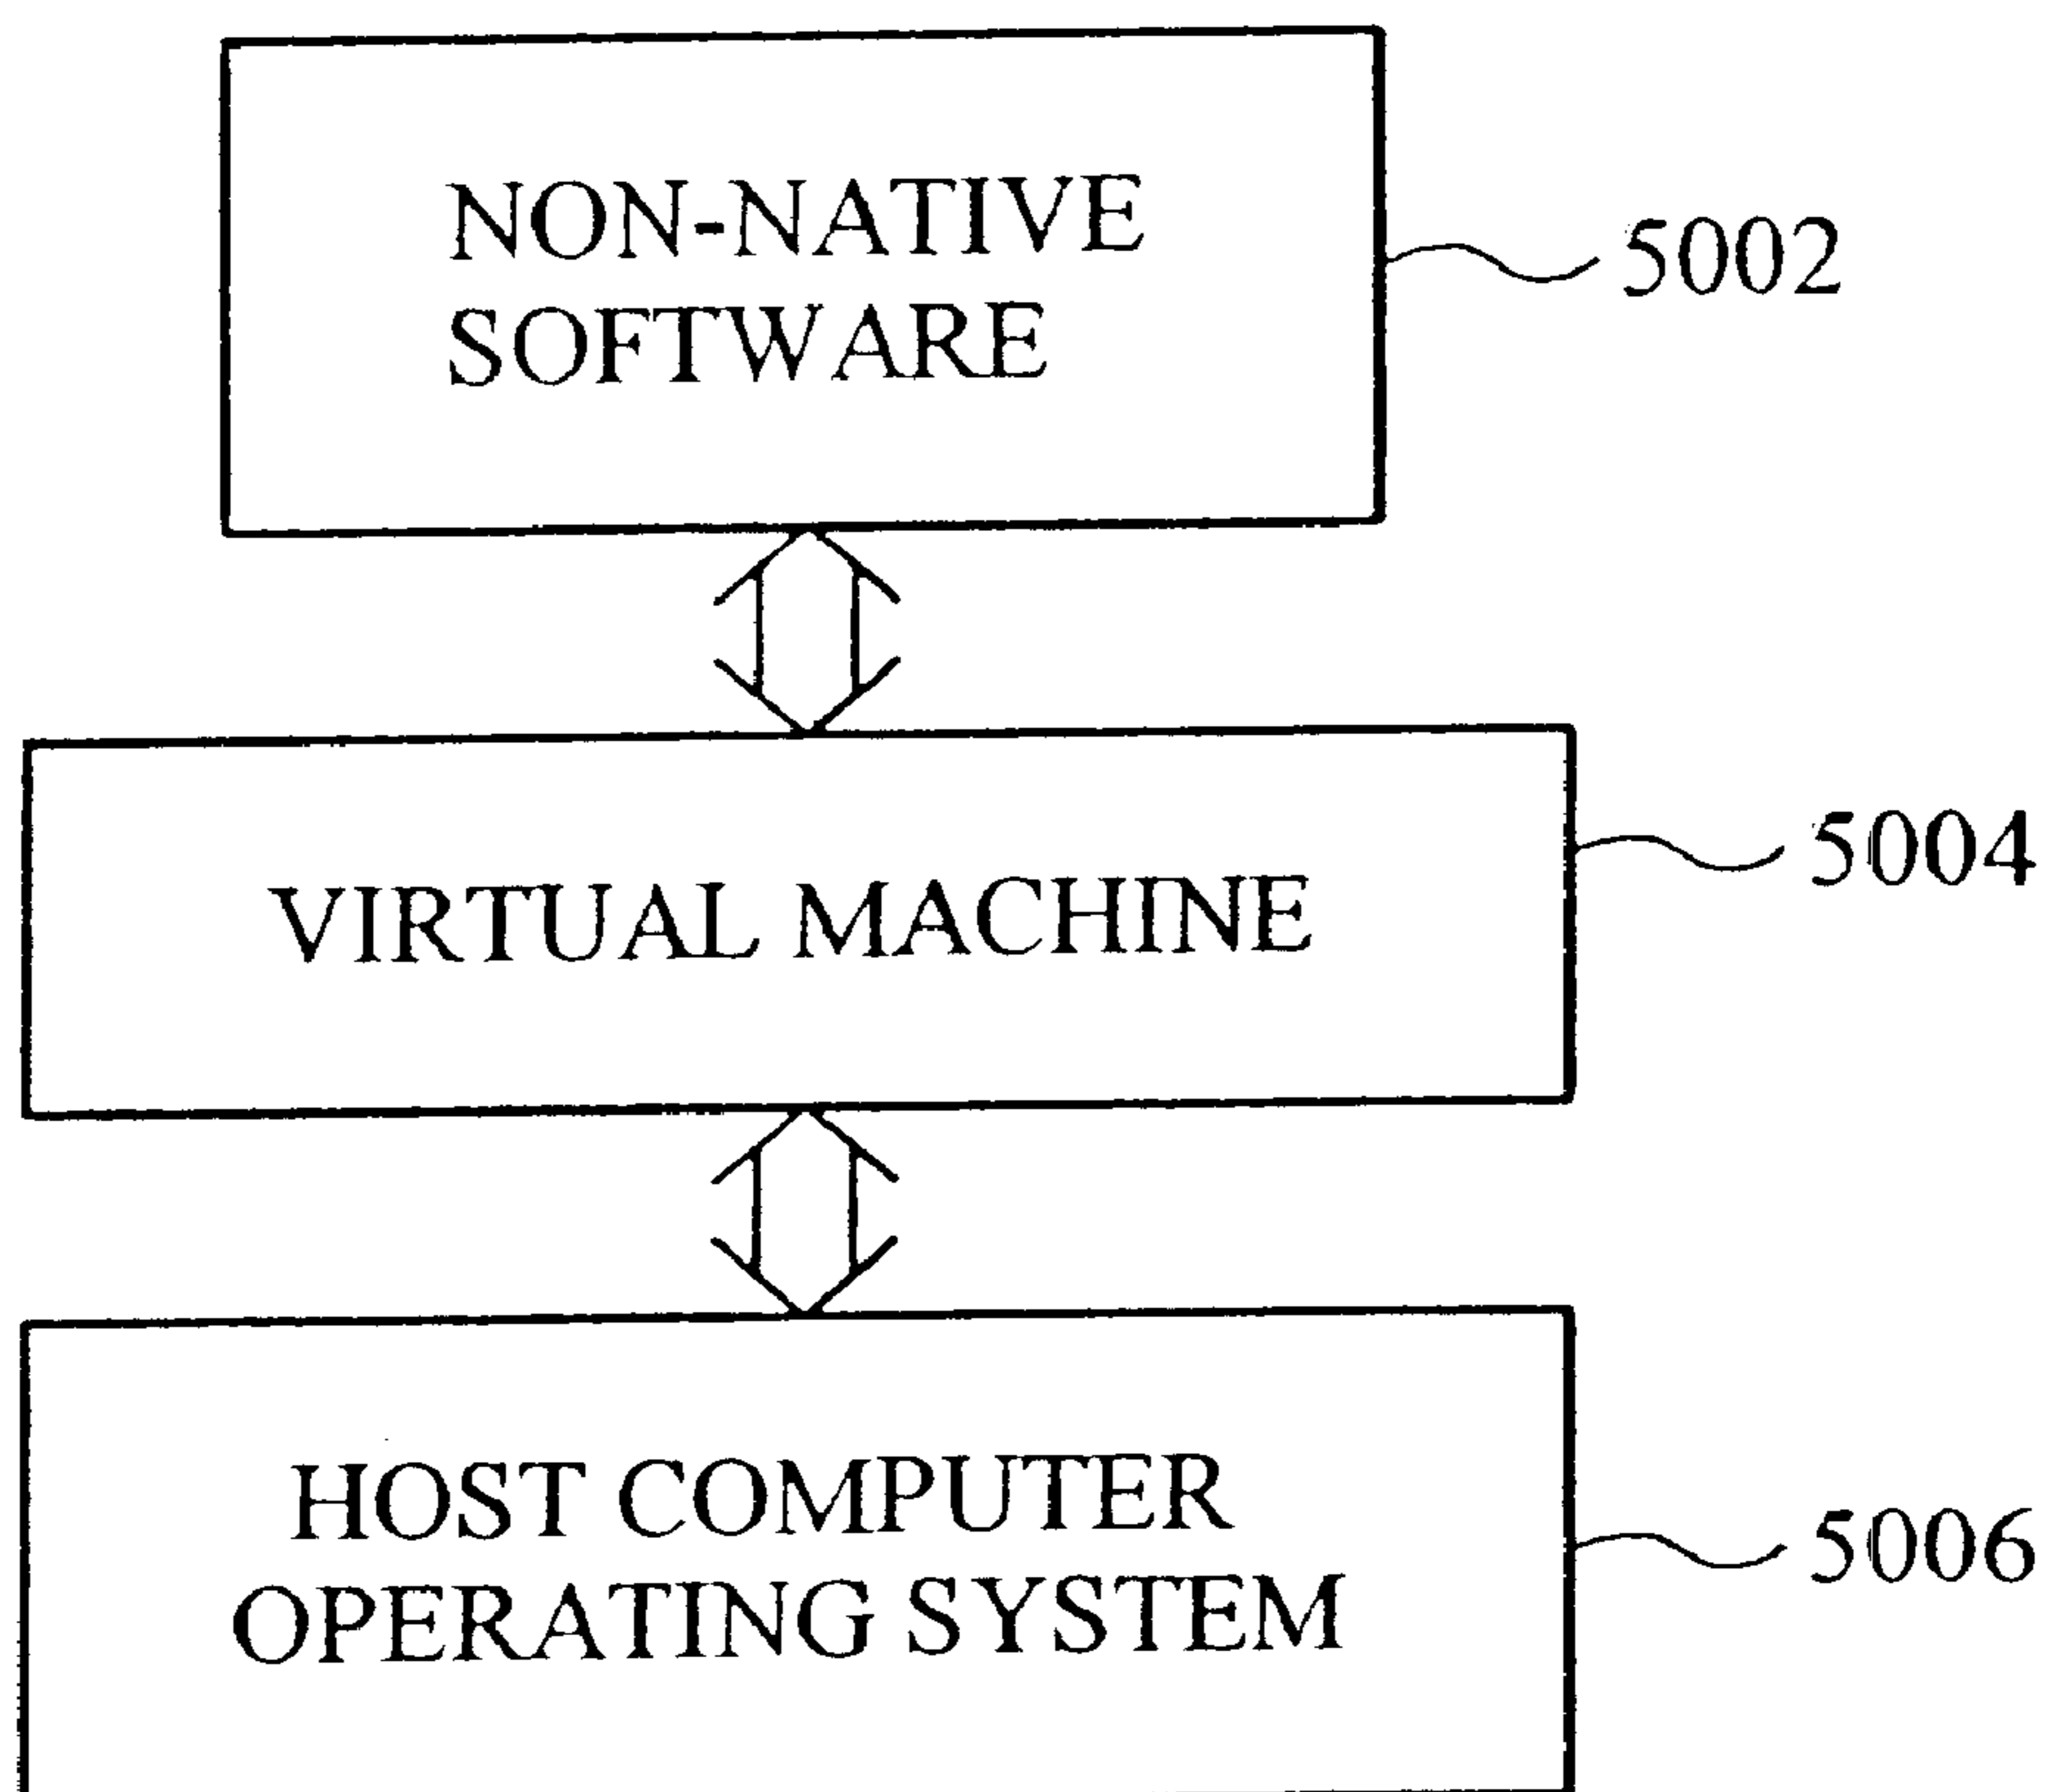 NON-NATIVE
SOFTWARE
5002
VIRTUAL MACHINE
5004
HOST COMPUTER
OPERATING SYSTEM
5006